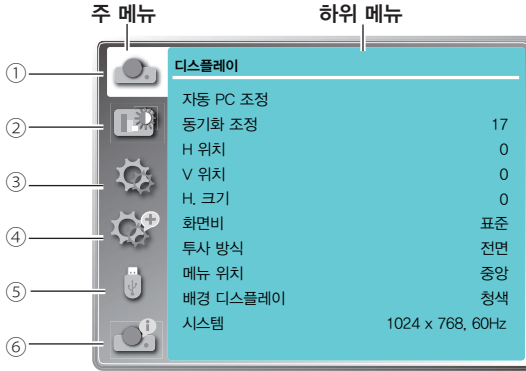 주 메뉴 하위 메뉴
① 디스플레이
자동 PC 조정
② 동기화 조정 17
H 위치 0
③ V 위치 0
H. 크기 0
④ 화면비 표준
투사 방식 전면
메뉴 위치 중앙
⑤ 배경 디스플레이 청색
시스템 1024 x 768, 60Hz
⑥